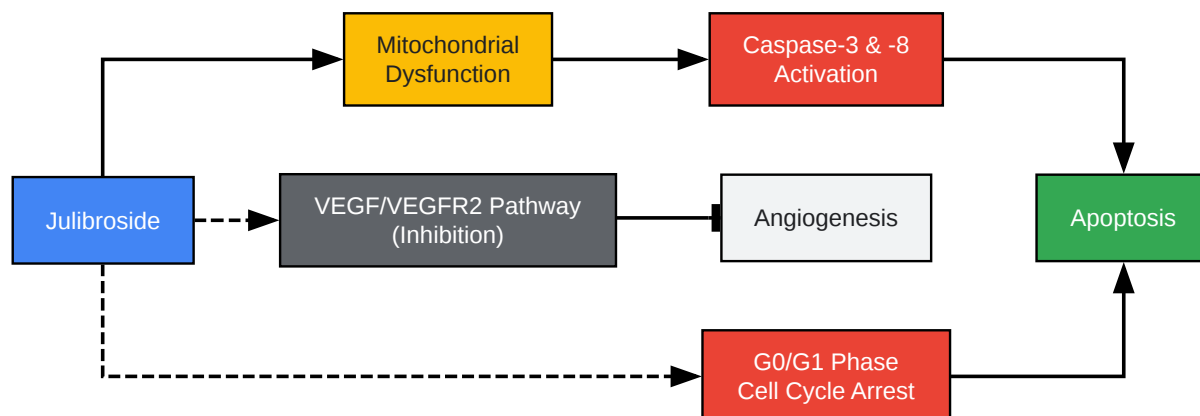 Mitochondrial
Dysfunction
Caspase-3 & -8
Activation
Julibroside
VEGF/VEGFR2 Pathway
(Inhibition)
Angiogenesis
Apoptosis
G0/G1 Phase
Cell Cycle Arrest